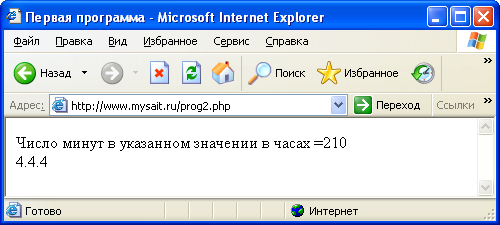 Первая программа - Microsoft Internet Explorer
Файл Правка Вид Избранное Сервис Справка »
Назад Поиск Избранное »
Адрес: http://www.mysait.ru/prog2.php Переход Ссылки »
Число минут в указанном значении в часах =210
4.4.4
Готово Интернет